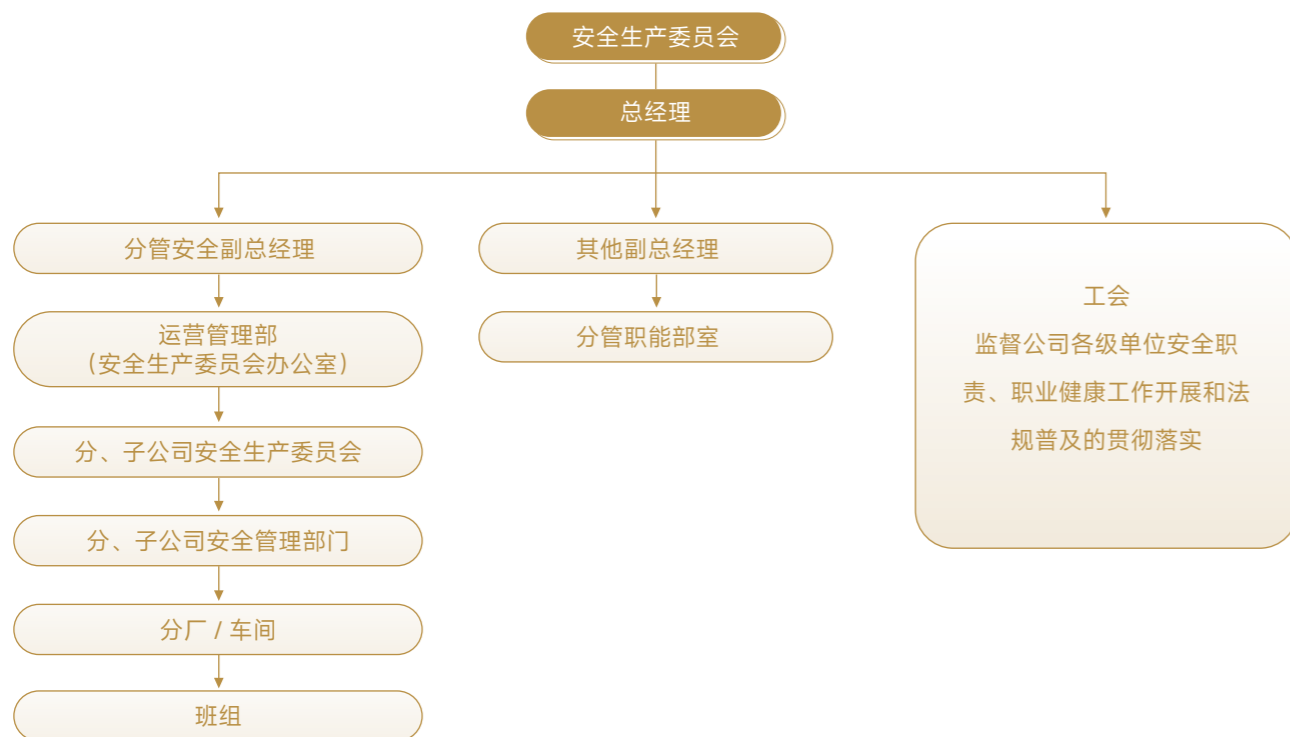 安全生产委员会
总经理
分管安全副总经理
运营管理部
（安全生产委员会办公室）
分、子公司安全生产委员会
分、子公司安全管理部门
分厂 / 车间
班组
其他副总经理
分管职能部室
工会
监督公司各级单位安全职
责、职业健康工作开展和法
规普及的贯彻落实